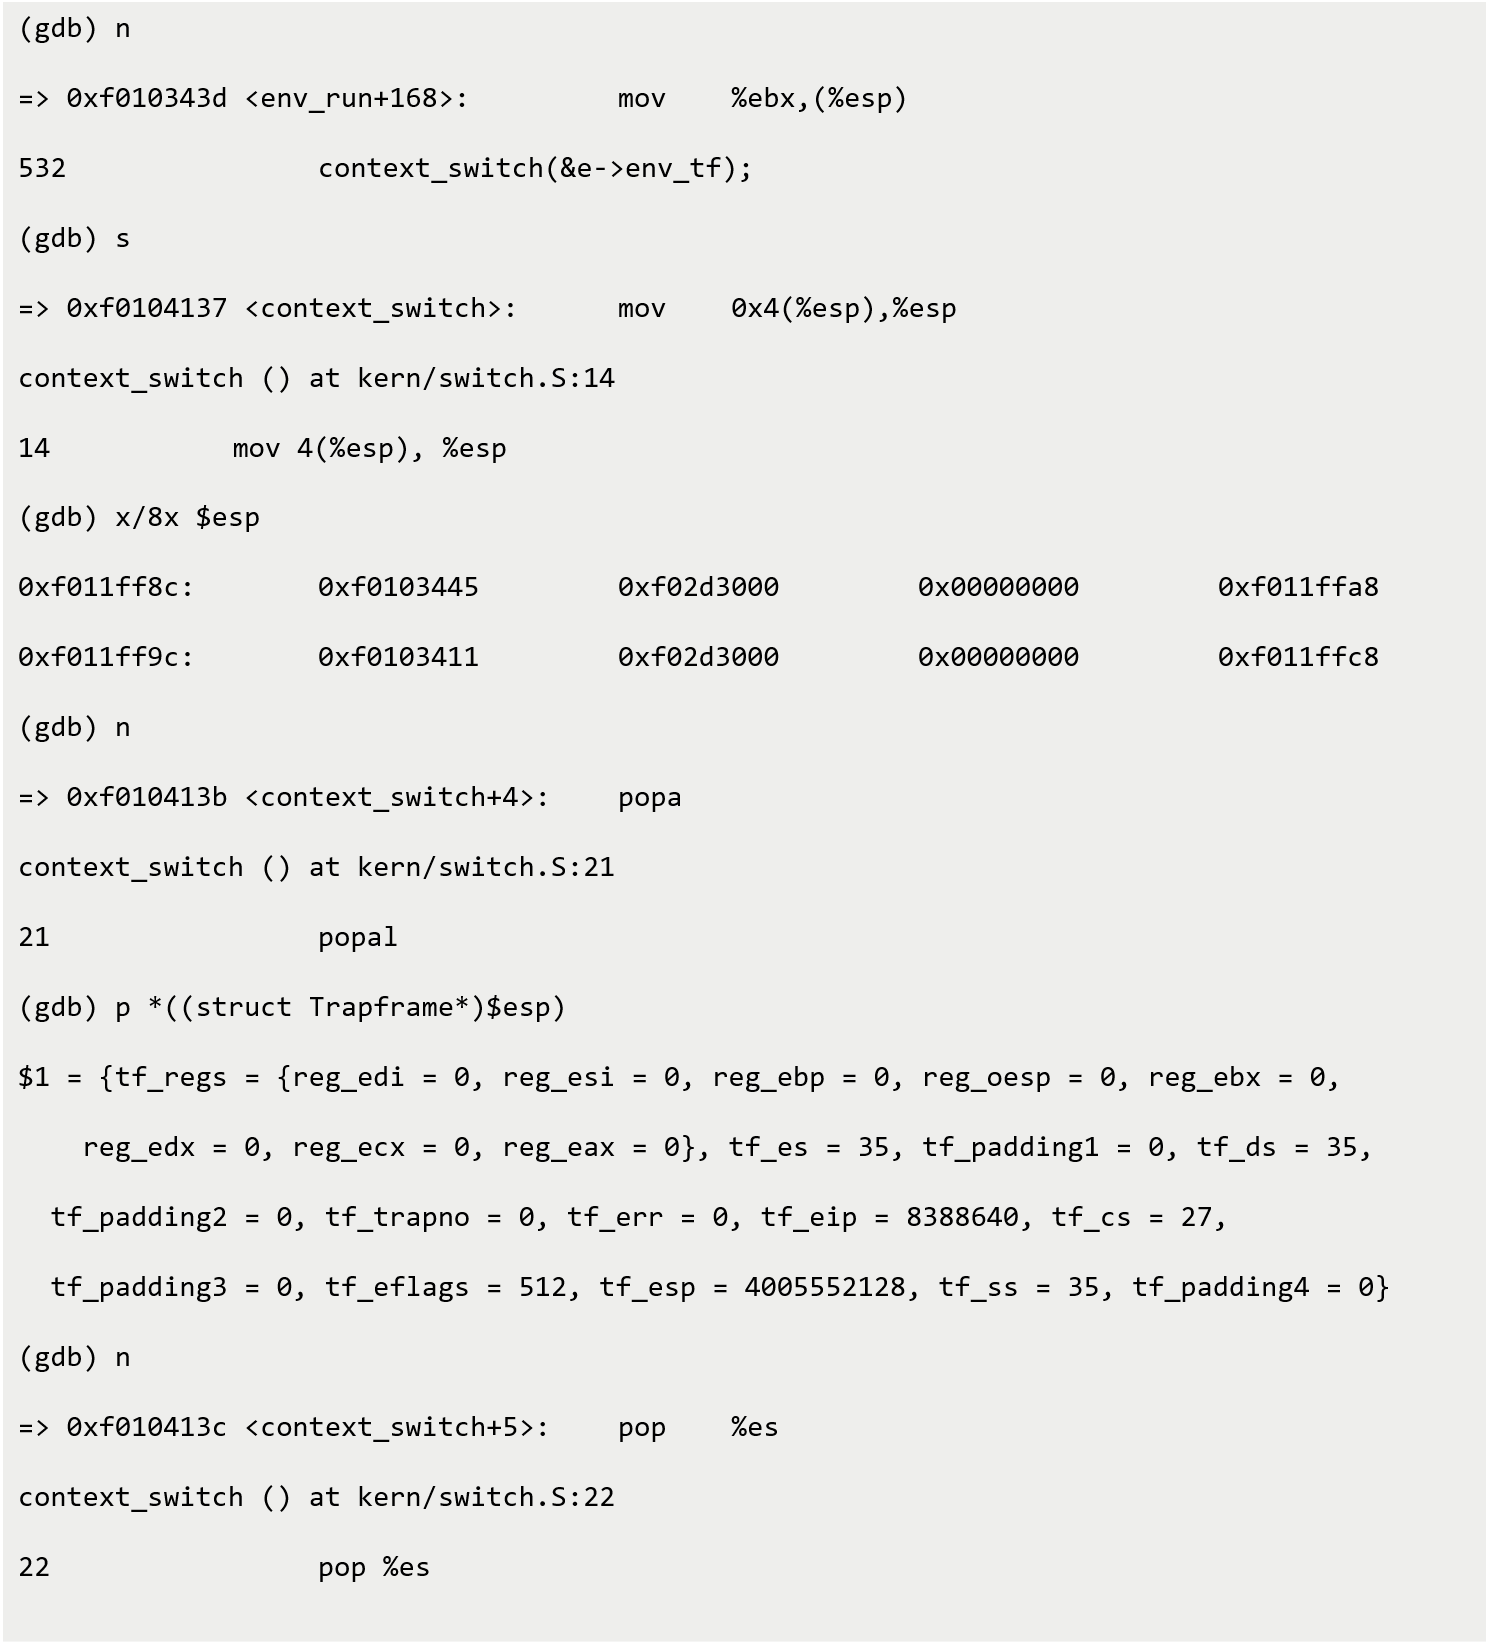 (gdb) n
=> 0xf010343d <env_run+168>: mov %ebx,(%esp)
532 context_switch(&e->env_tf);
(gdb) s
=> 0xf0104137 <context_switch>: mov 0x4(%esp),%esp
context_switch () at kern/switch.S:14
14 mov 4(%esp), %esp
(gdb) x/8x $esp
0xf011ff8c: 0xf0103445 0xf02d3000 0x00000000 0xf011ffa8
0xf011ff9c: 0xf0103411 0xf02d3000 0x00000000 0xf011ffc8
(gdb) n
=> 0xf010413b <context_switch+4>: popa
context_switch () at kern/switch.S:21
21 popal
(gdb) p *((struct Trapframe*)$esp)
$1 = {tf_regs = {reg_edi = 0, reg_esi = 0, reg_ebp = 0, reg_oesp = 0, reg_ebx = 0,
reg_edx = 0, reg_ecx = 0, reg_eax = 0}, tf_es = 35, tf_padding1 = 0, tf_ds = 35,
tf_padding2 = 0, tf_trapno = 0, tf_err = 0, tf_eip = 8388640, tf_cs = 27,
tf_padding3 = 0, tf_eflags = 512, tf_esp = 4005552128, tf_ss = 35, tf_padding4 = 0}
(gdb) n
=> 0xf010413c <context_switch+5>: pop %es
context_switch () at kern/switch.S:22
22 pop %es